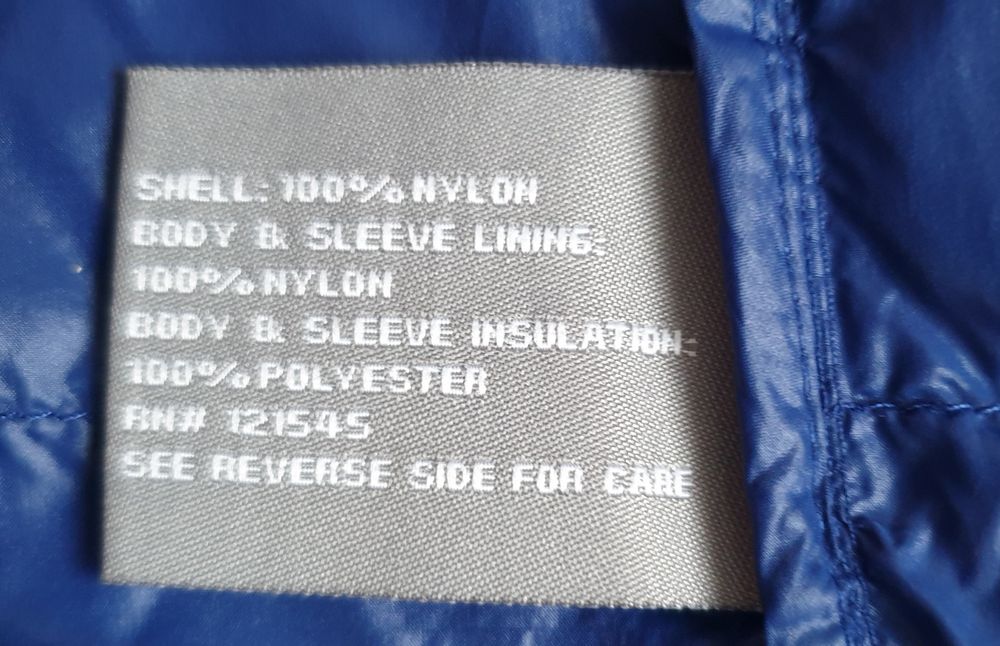 SHELL: 100% NYLON
BODY & SLEEVE LINING:
100% NYLON
BODY & SLEEVE INSULATION:
100% POLYESTER
RN# 121545
SEE REVERSE SIDE FOR CARE